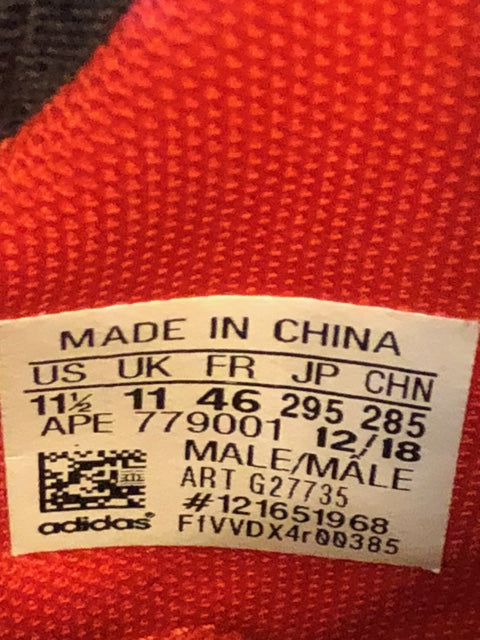 MADE IN CHINA
US UK FR JP CHN
11½ 11 46 295 285
APE 779001 12/18
MALE/MÂLE
ART G27735
#121651968
adidas F1VVDX4r00385